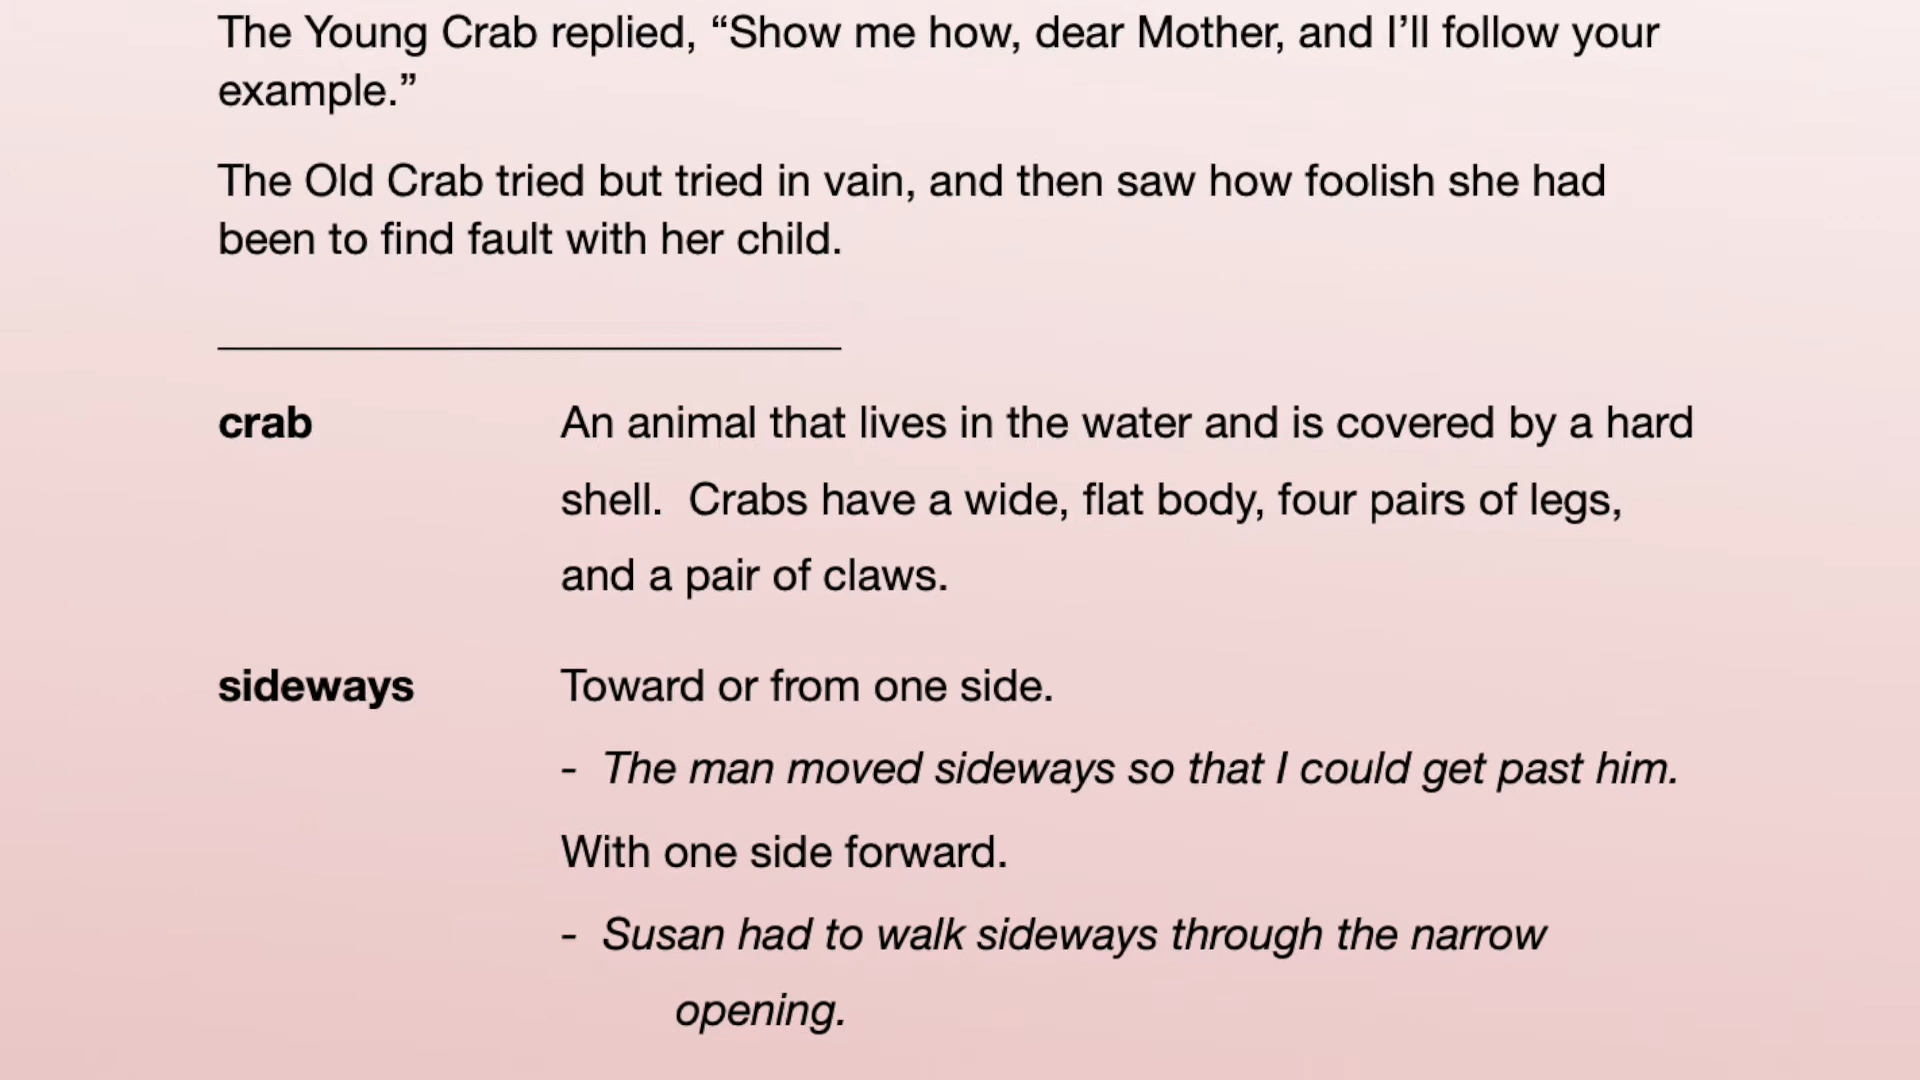 The Young Crab replied, “Show me how, dear Mother, and I’ll follow your
example.”
The Old Crab tried but tried in vain, and then saw how foolish she had
been to find fault with her child.
crab An animal that lives in the water and is covered by a hard
shell.  Crabs have a wide, flat body, four pairs of legs,
and a pair of claws.
sideways Toward or from one side.
- The man moved sideways so that I could get past him.
With one side forward.
- Susan had to walk sideways through the narrow
opening.